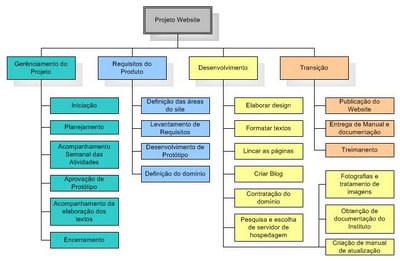 Projeto Website
Gerênciamento do
Projeto
Requisitos do
Produto
Desenvolvimento
Transição
Iniciação
Planejamento
Acompanhamento
Semanal das
Atividades
Aprovação de
Protótipo
Acompanhamento
da elaboração dos
textos
Encerramento
Definição das áreas
do site
Levantamento de
Requisitos
Desenvolvimento de
Protótipo
Definição do domínio
Elaborar design
Formatar textos
Lincar as páginas
Criar Blog
Contratação do
domínio
Pesquisa e escolha
de servidor de
hospedagem
Fotografias e
tratamento de
imagens
Obtenção de
documentação do
Instituto
Criação de manual
de atualização
Publicação do
Website
Entrega de Manual e
documentação
Treimanento